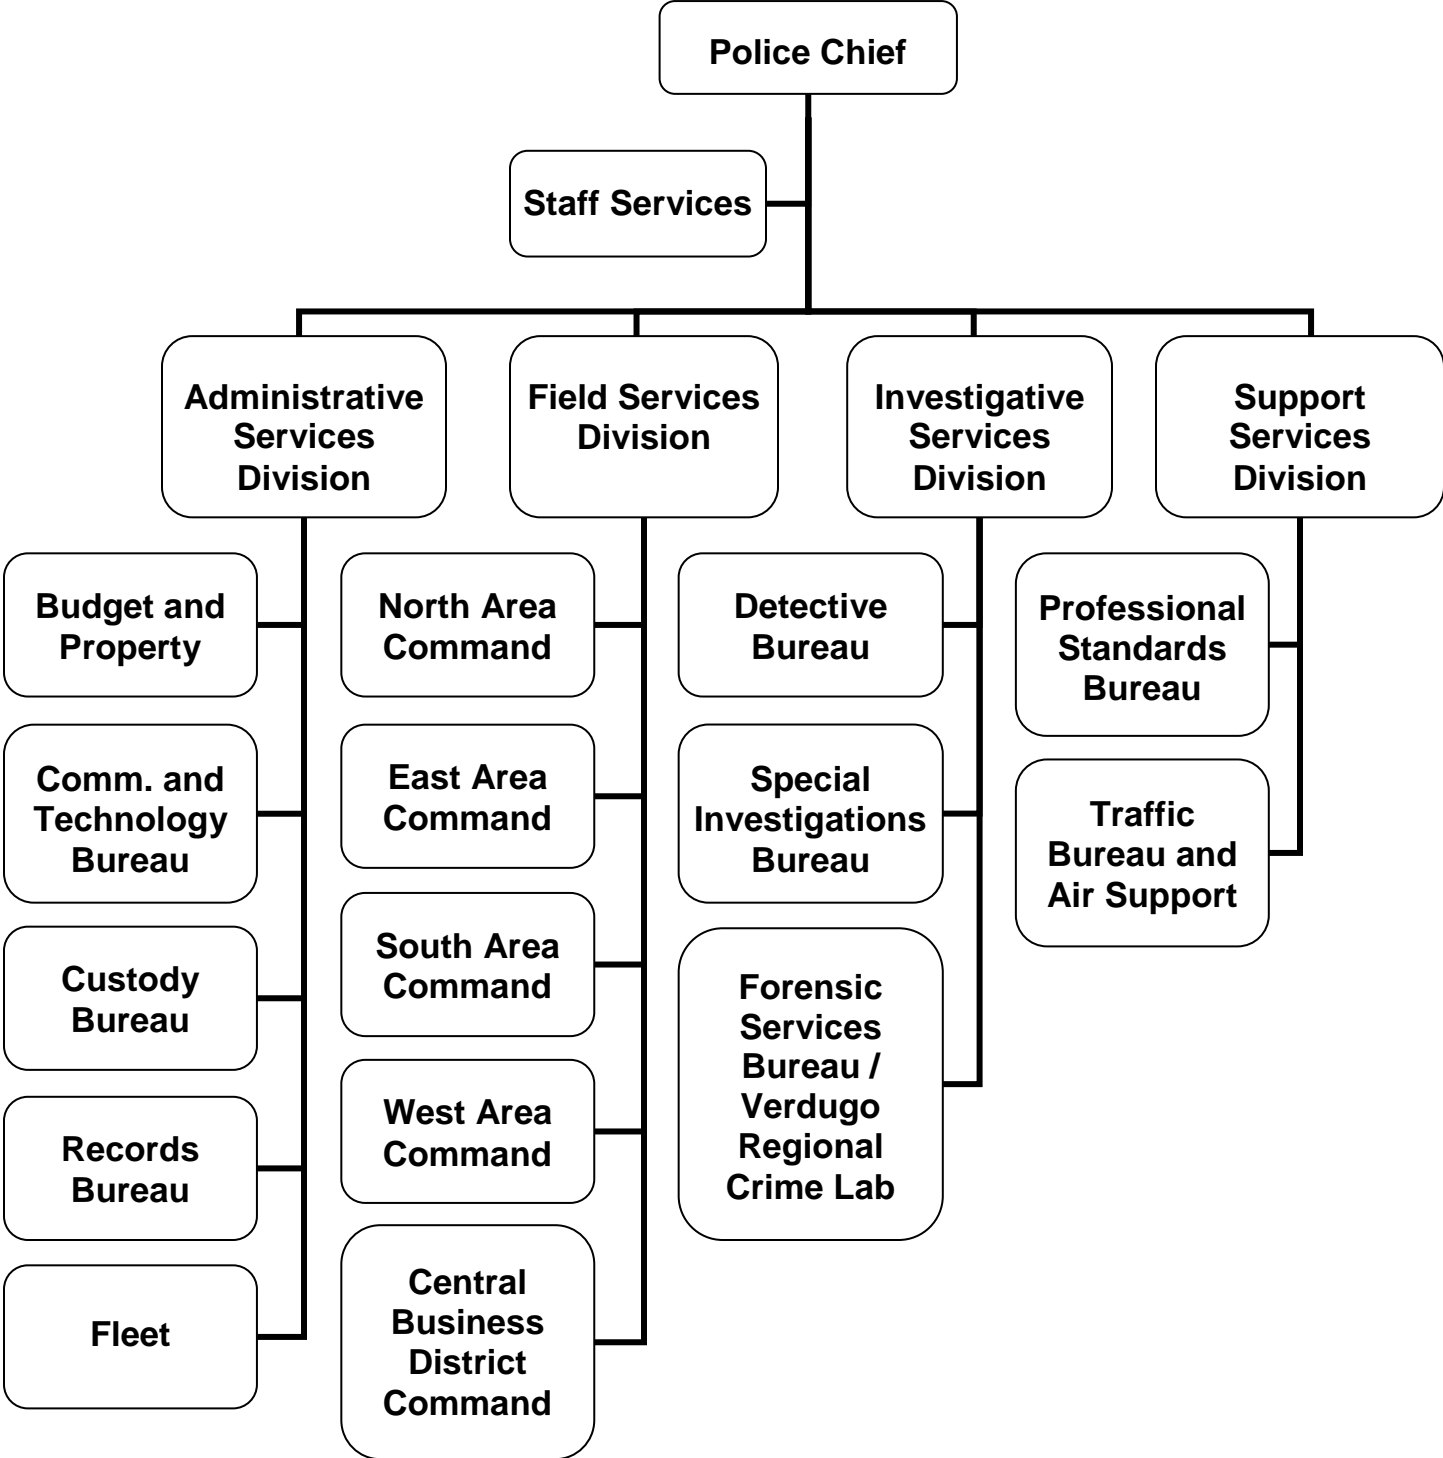 Police Chief
Staff Services
Administrative
Services
Division
Field Services
Division
Investigative
Services
Division
Support
Services
Division
Budget and
Property
Comm. and
Technology
Bureau
Custody
Bureau
Records
Bureau
Fleet
North Area
Command
East Area
Command
South Area
Command
West Area
Command
Central
Business
District
Command
Detective
Bureau
Special
Investigations
Bureau
Forensic
Services
Bureau /
Verdugo
Regional
Crime Lab
Professional
Standards
Bureau
Traffic
Bureau and
Air Support